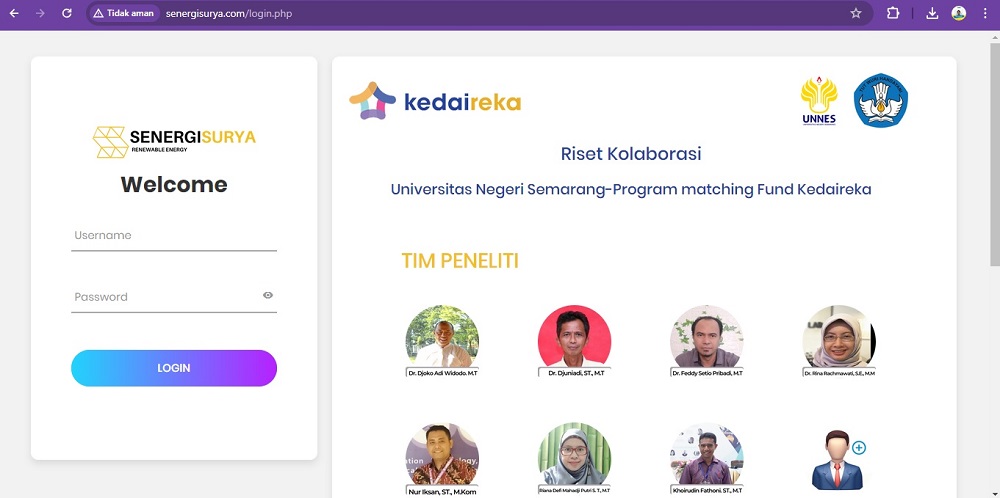 Tidak aman
senergisurya.com/login.php
SENERGISURYA
RENEWABLE ENERGY
Welcome
Username
Password
LOGIN
kedaireka
UNNES
Riset Kolaborasi
Universitas Negeri Semarang-Program matching Fund Kedaireka
TIM PENELITI
LAB
Dr. Djoko Adi Widodo. M.T
Dr. Djuniadi, ST., M.T
Dr. Feddy Setio Pribadi, M.T
Dr. Rina Rachmawati, S.E., M.M
Nur Iksan, ST., M.Kom
Riana Defi Mahadji Putri S. T., M.T
Khoirudin Fathoni. ST., M.T